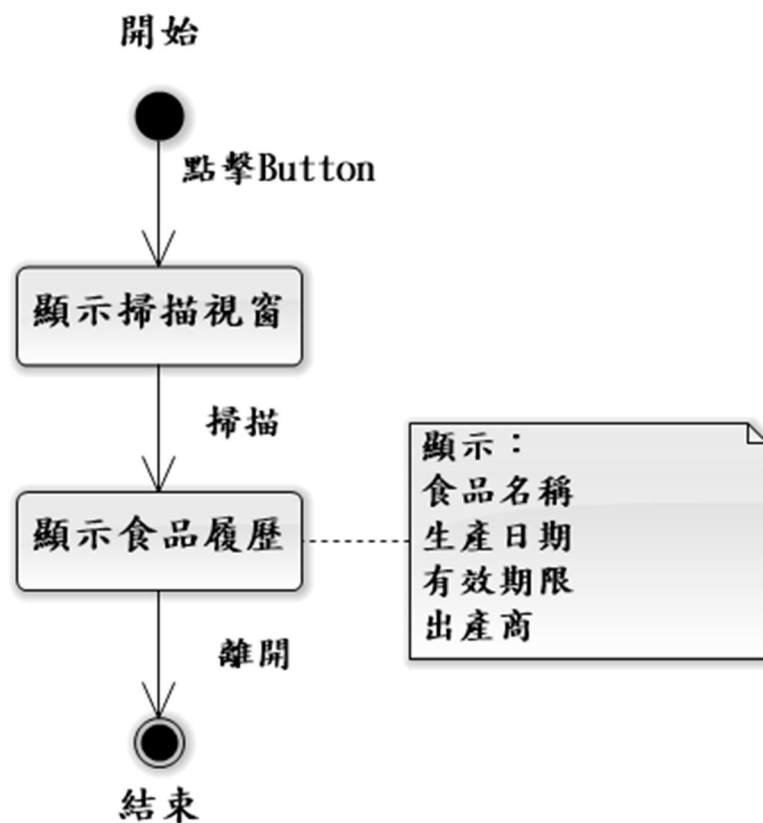 開始
點擊Button
顯示掃描視窗
掃描
顯示食品履歷
顯示：
食品名稱
生產日期
有效期限
出產商
離開
結束